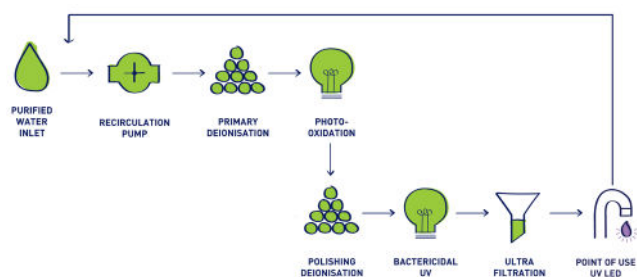 PURIFIED
WATER
INLET
RECIRCULATION
PUMP
PRIMARY
DEIONISATION
PHOTO-
OXIDATION
POLISHING
DEIONISATION
BACTERICIDAL
UV
ULTRA
FILTRATION
POINT OF USE
UV LED